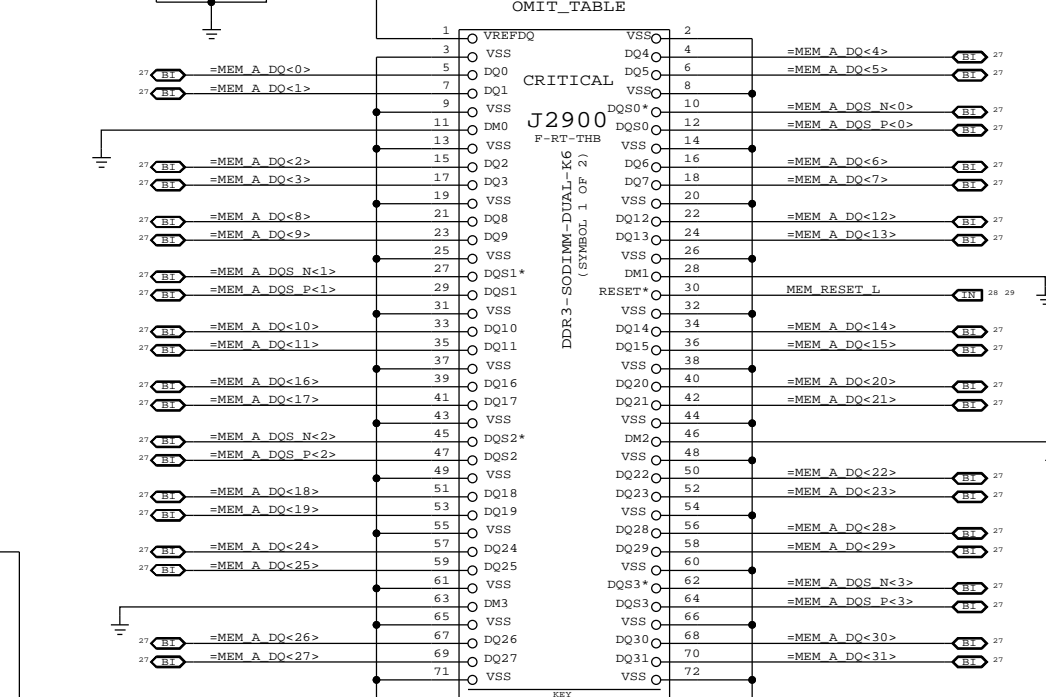 OMIT_TABLE
1 VREFDQ VSS 2
3 VSS DQ4 4 =MEM_A_DQ<4> BI 27
27 BI =MEM_A_DQ<0> 5 DQ0 DQ5 6 =MEM_A_DQ<5> BI 27
CRITICAL
27 BI =MEM_A_DQ<1> 7 DQ1 VSS 8
9 VSS DQS0* 10 =MEM_A_DQS_N<0> BI 27
J2900
11 DM0 DQS0 12 =MEM_A_DQS_P<0> BI 27
F-RT-THB
13 VSS VSS 14
27 BI =MEM_A_DQ<2> 15 DQ2 DQ6 16 =MEM_A_DQ<6> BI 27
27 BI =MEM_A_DQ<3> 17 DQ3 DQ7 18 =MEM_A_DQ<7> BI 27
DDR3-SODIMM-DUAL-K6
(SYMBOL 1 OF 2)
19 VSS VSS 20
27 BI =MEM_A_DQ<8> 21 DQ8 DQ12 22 =MEM_A_DQ<12> BI 27
27 BI =MEM_A_DQ<9> 23 DQ9 DQ13 24 =MEM_A_DQ<13> BI 27
25 VSS VSS 26
27 BI =MEM_A_DQS_N<1> 27 DQS1* DM1 28
27 BI =MEM_A_DQS_P<1> 29 DQS1 RESET* 30 MEM_RESET_L IN 28 29
31 VSS VSS 32
27 BI =MEM_A_DQ<10> 33 DQ10 DQ14 34 =MEM_A_DQ<14> BI 27
27 BI =MEM_A_DQ<11> 35 DQ11 DQ15 36 =MEM_A_DQ<15> BI 27
37 VSS VSS 38
27 BI =MEM_A_DQ<16> 39 DQ16 DQ20 40 =MEM_A_DQ<20> BI 27
27 BI =MEM_A_DQ<17> 41 DQ17 DQ21 42 =MEM_A_DQ<21> BI 27
43 VSS VSS 44
27 BI =MEM_A_DQS_N<2> 45 DQS2* DM2 46
27 BI =MEM_A_DQS_P<2> 47 DQS2 VSS 48
49 VSS DQ22 50 =MEM_A_DQ<22> BI 27
27 BI =MEM_A_DQ<18> 51 DQ18 DQ23 52 =MEM_A_DQ<23> BI 27
27 BI =MEM_A_DQ<19> 53 DQ19 VSS 54
55 VSS DQ28 56 =MEM_A_DQ<28> BI 27
27 BI =MEM_A_DQ<24> 57 DQ24 DQ29 58 =MEM_A_DQ<29> BI 27
27 BI =MEM_A_DQ<25> 59 DQ25 VSS 60
61 VSS DQS3* 62 =MEM_A_DQS_N<3> BI 27
63 DM3 DQS3 64 =MEM_A_DQS_P<3> BI 27
65 VSS VSS 66
27 BI =MEM_A_DQ<26> 67 DQ26 DQ30 68 =MEM_A_DQ<30> BI 27
27 BI =MEM_A_DQ<27> 69 DQ27 DQ31 70 =MEM_A_DQ<31> BI 27
71 VSS VSS 72
KEY